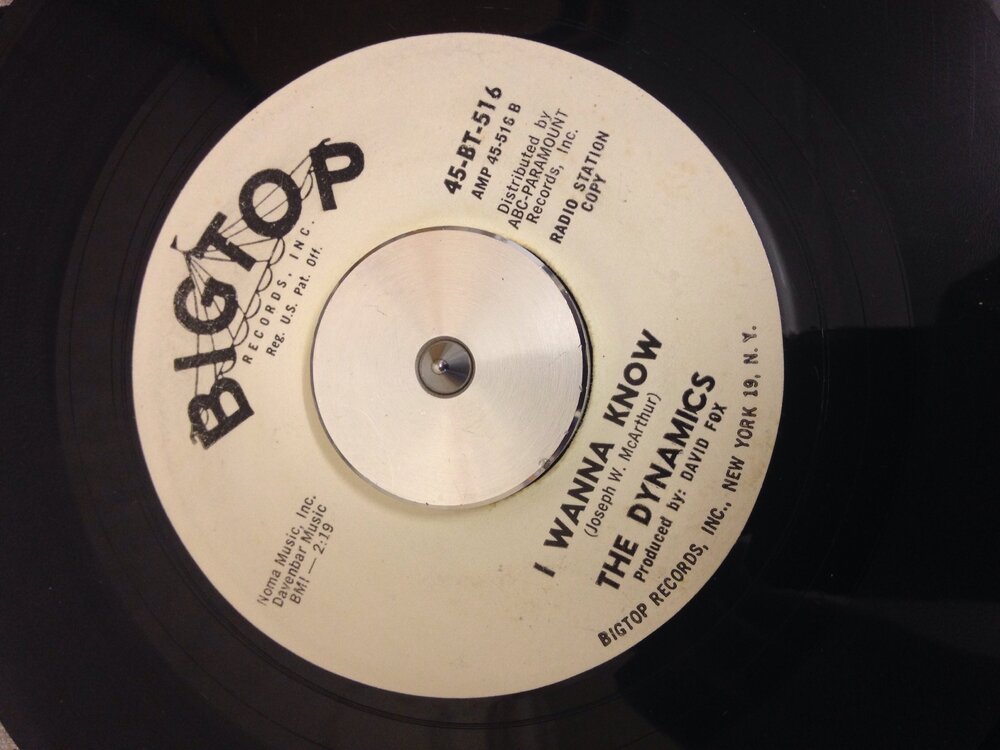 BIGTOP
RECORDS, INC.
Reg. U.S. Pat. Off.
45-BT-516
AMP 45-516 B
Distributed by
ABC-PARAMOUNT
Records, Inc.
RADIO STATION
COPY
Noma Music, Inc.
Davenbar Music
BMI — 2:19
I WANNA KNOW
(Joseph W. McArthur)
THE DYNAMICS
Produced by: DAVID FOX
BIGTOP RECORDS, INC., NEW YORK 19, N. Y.